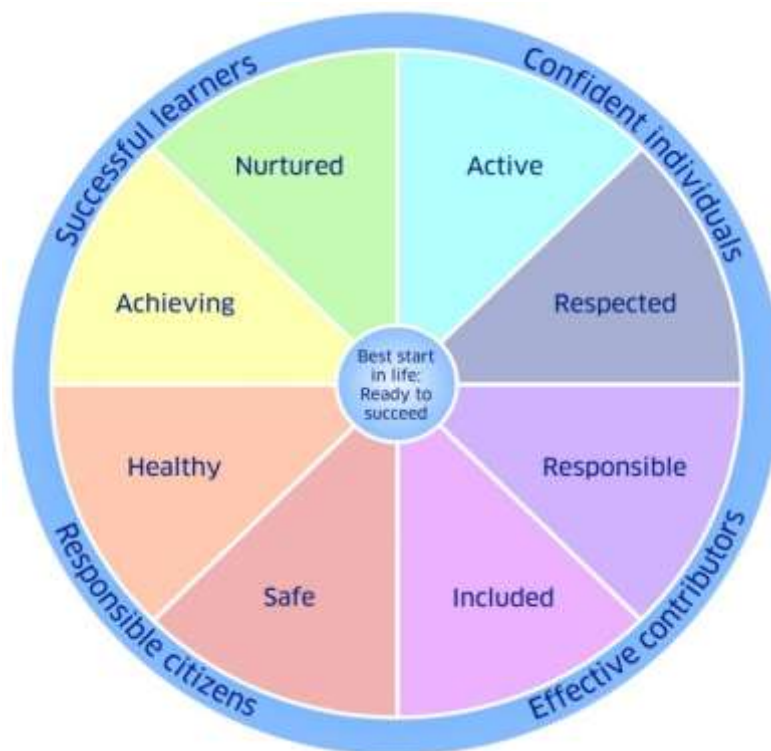 Successful learners
Confident individuals
Nurtured
Active
Achieving
Respected
Best start
in life:
Ready to
succeed
Healthy
Responsible
Safe
Included
Responsible citizens
Effective contributors